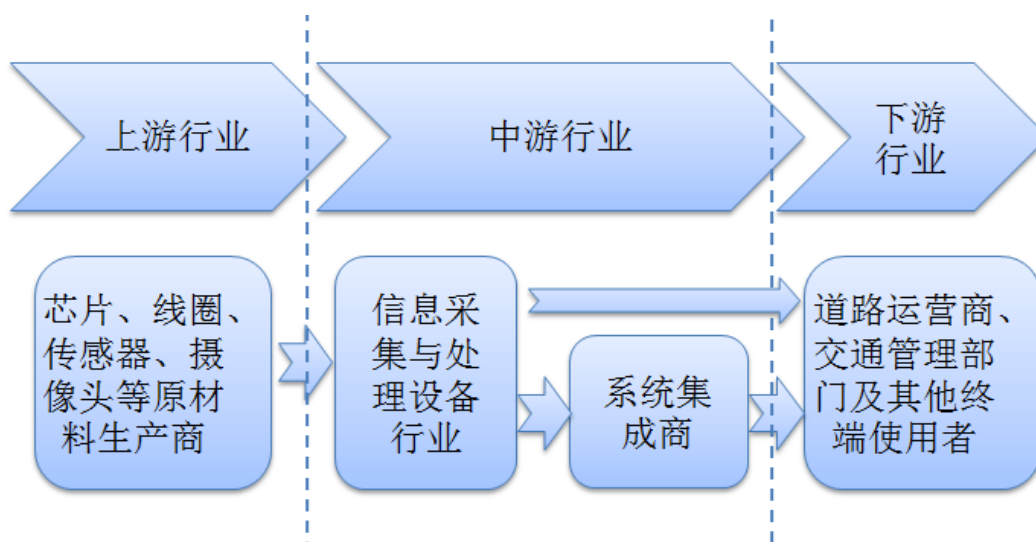 上游行业
中游行业
下游
行业
芯片、线圈、
传感器、摄
像头等原材
料生产商
信息采
集与处
理设备
行业
系统集
成商
道路运营商、
交通管理部
门及其他终
端使用者